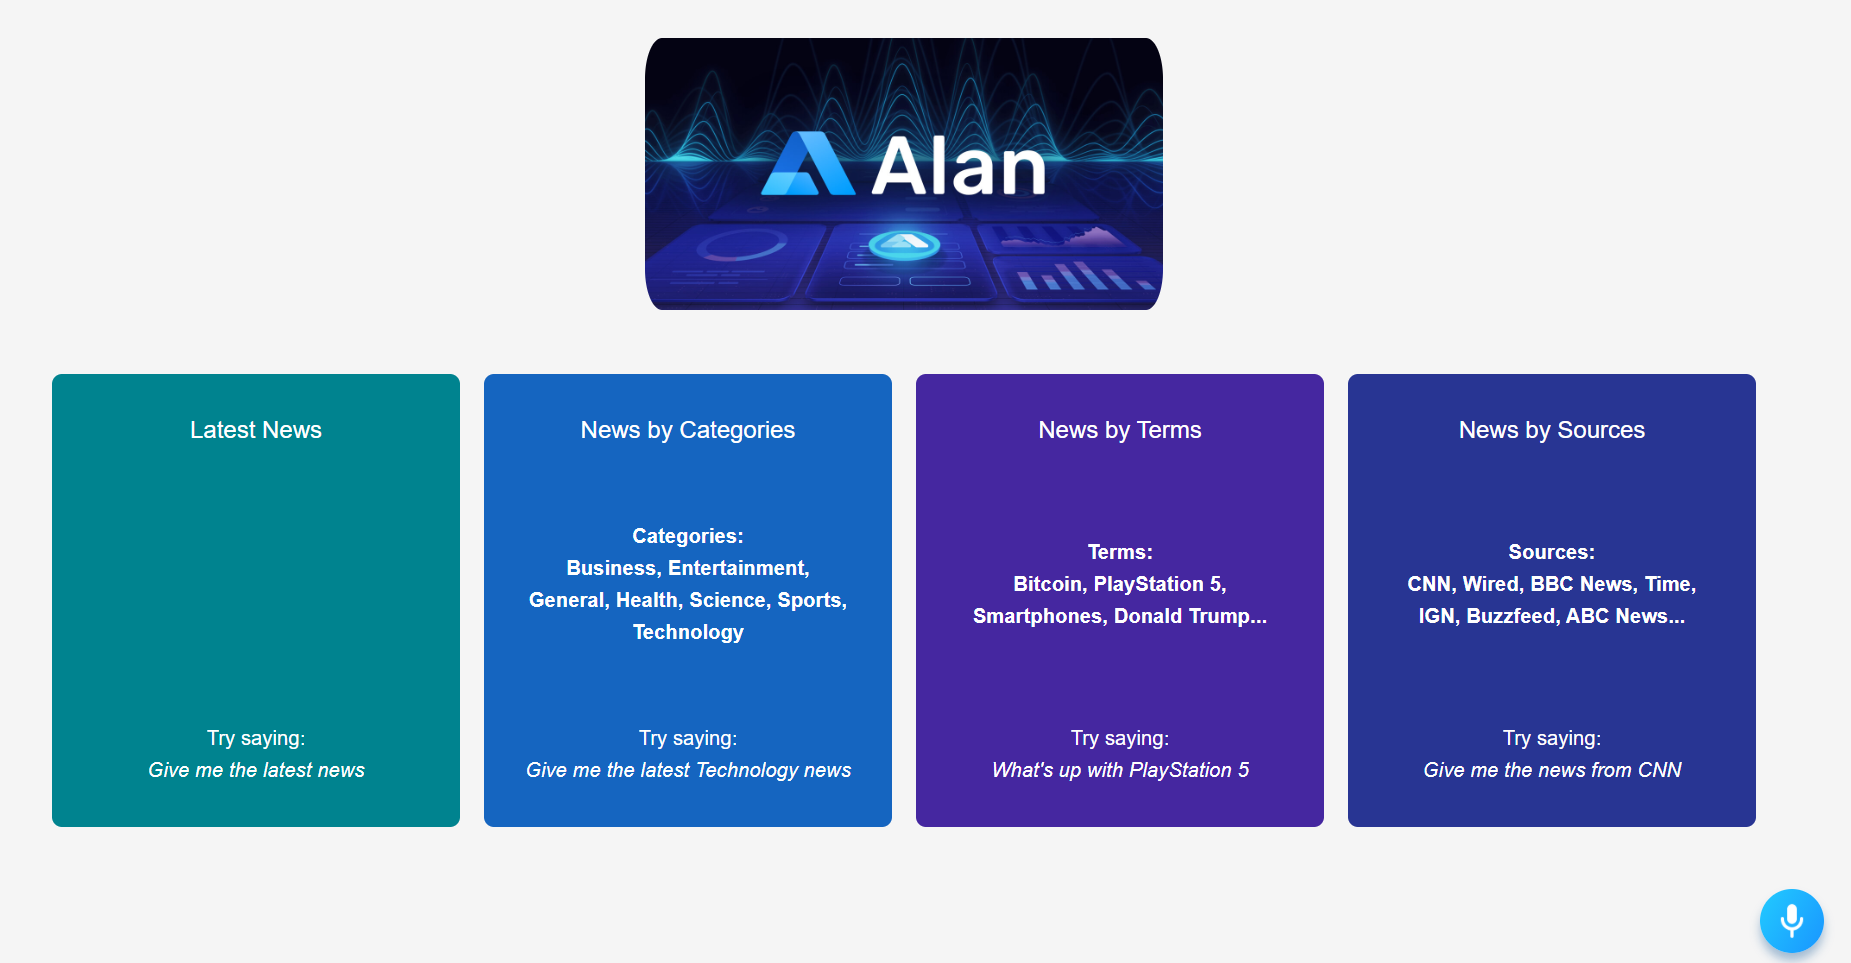 Alan
Latest News
Try saying:
Give me the latest news
News by Categories
Categories:
Business, Entertainment,
General, Health, Science, Sports,
Technology
Try saying:
Give me the latest Technology news
News by Terms
Terms:
Bitcoin, PlayStation 5,
Smartphones, Donald Trump...
Try saying:
What's up with PlayStation 5
News by Sources
Sources:
CNN, Wired, BBC News, Time,
IGN, Buzzfeed, ABC News...
Try saying:
Give me the news from CNN